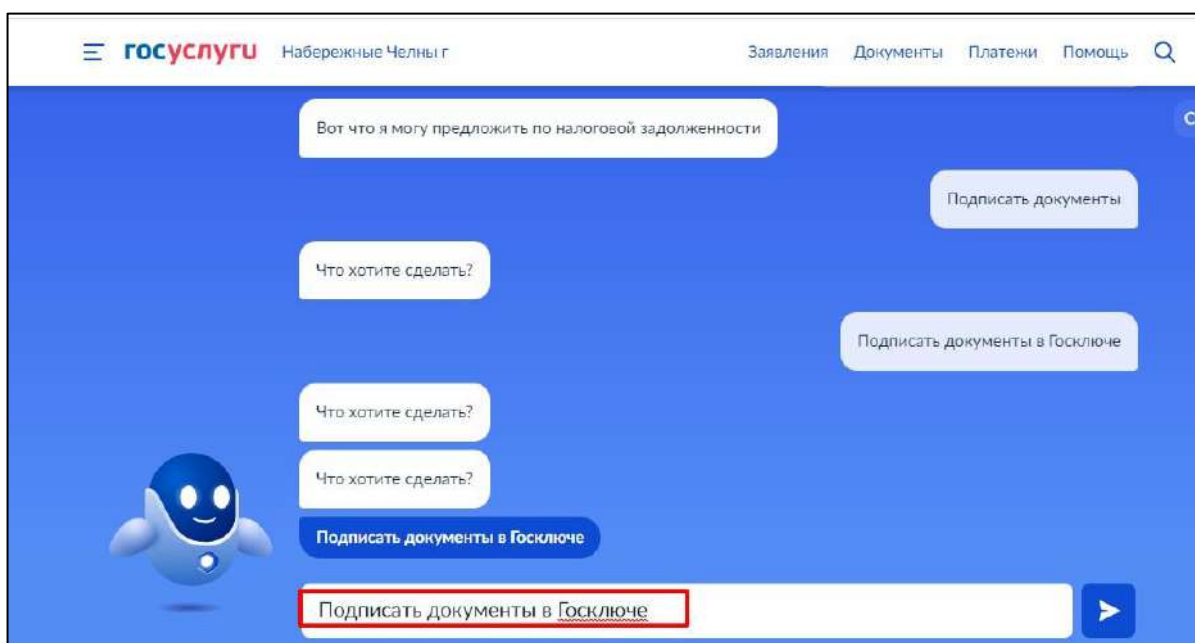 госуслуги Набережные Челны г Заявления Документы Платежи Помощь
Вот что я могу предложить по налоговой задолженности
Подписать документы
Что хотите сделать?
Подписать документы в Госключе
Что хотите сделать?
Что хотите сделать?
Подписать документы в Госключе
Подписать документы в Госключе